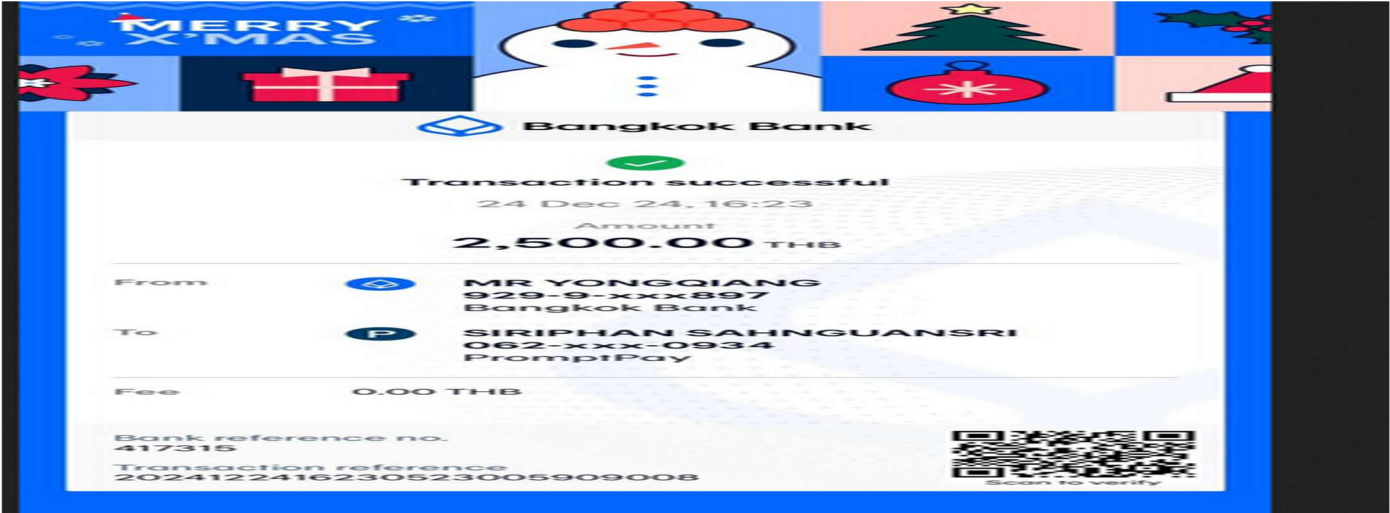 MERRY
X'MAS
Bangkok Bank
Transaction successful
24 Dec 24, 16:23
Amount
2,500.00 THB
From
MR YONGQIANG
929-9-xxx897
Bangkok Bank
To
SIRIPHAN SAHNGUANSRI
062-xxx-0934
PromptPay
Fee 0.00 THB
Bank reference no.
417315
Transaction reference
2024122416230523005909008
Scan to verify